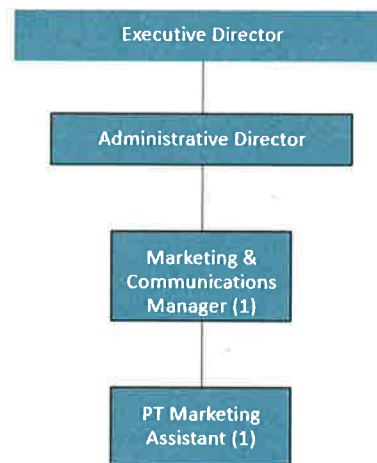 Executive Director
Administrative Director
Marketing &
Communications
Manager (1)
PT Marketing
Assistant (1)